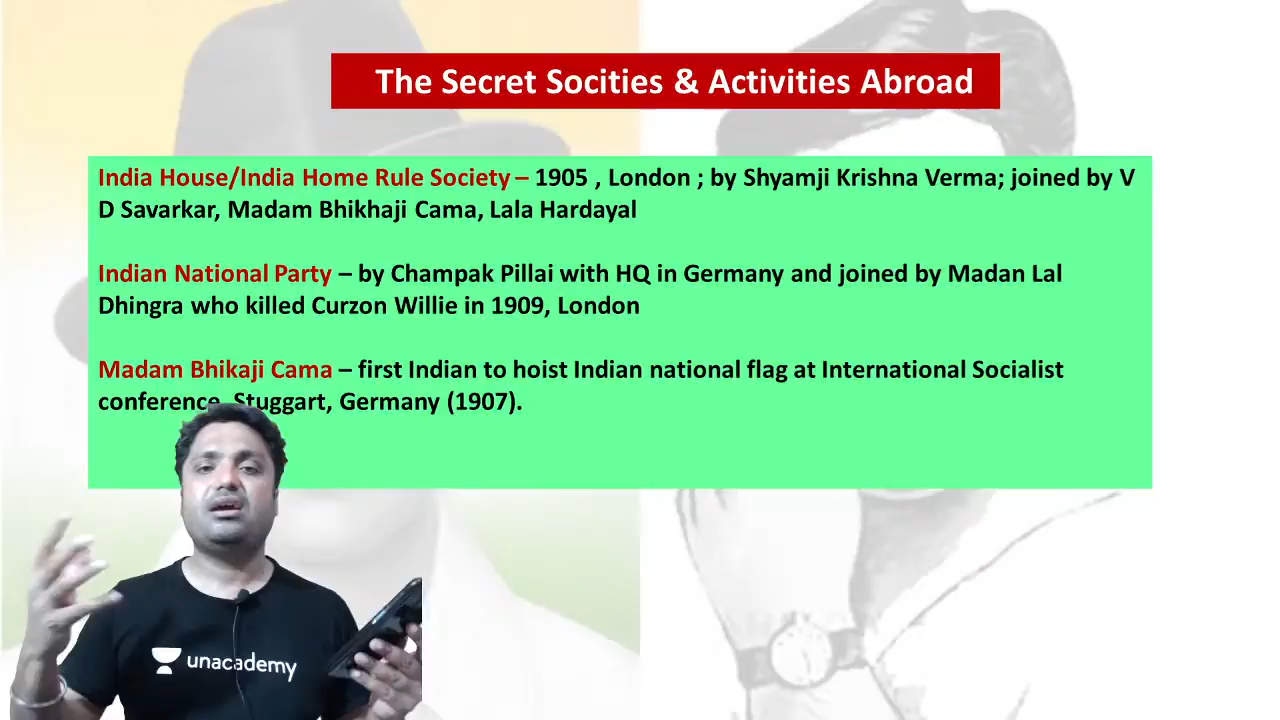 The Secret Socities & Activities Abroad
India House/India Home Rule Society – 1905 , London ; by Shyamji Krishna Verma; joined by V
D Savarkar, Madam Bhikhaji Cama, Lala Hardayal
Indian National Party – by Champak Pillai with HQ in Germany and joined by Madan Lal
Dhingra who killed Curzon Willie in 1909, London
Madam Bhikaji Cama – first Indian to hoist Indian national flag at International Socialist
conference, Stuggart, Germany (1907).
unacademy